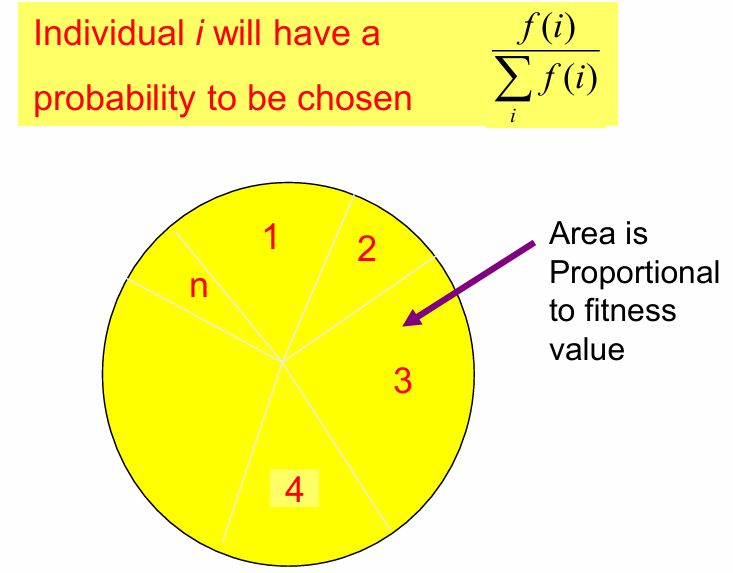 Individual i will have a
probability to be chosen
f(i)
∑ f(i)
i
1
2
n
3
4
Area is
Proportional
to fitness
value